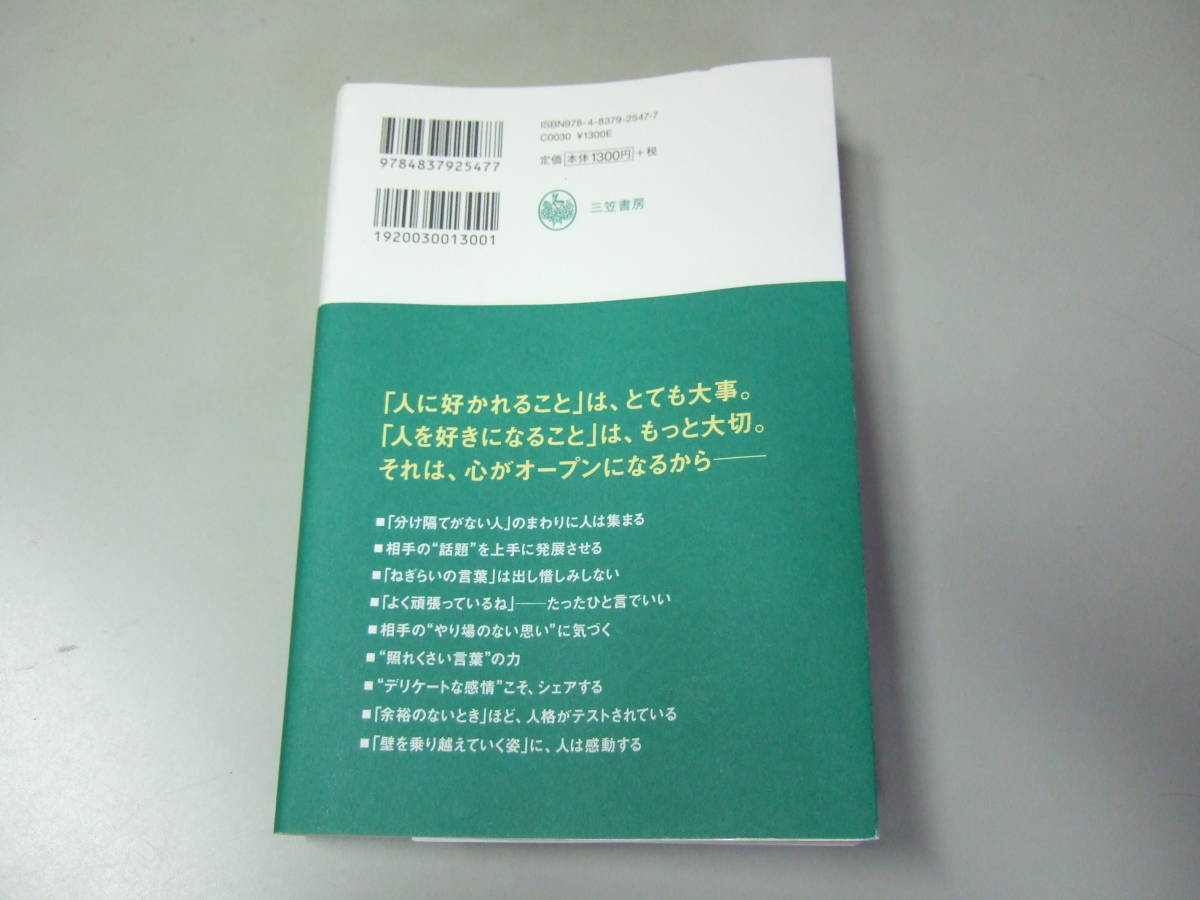 9784837925477
1920030013001
ISBN978-4-8379-2547-7
C0030 ¥1300E
定価 本体1300円 +税
三笠書房
「人に好かれること」は、とても大事。
「人を好きになること」は、もっと大切。
それは、心がオープンになるから――
■「分け隔てがない人」のまわりに人は集まる
■相手の“話題”を上手に発展させる
■「ねぎらいの言葉」は出し惜しみしない
■「よく頑張っているね」――たったひと言でいい
■相手の“やり場のない思い”に気づく
■“照れくさい言葉”の力
■“デリケートな感情”こそ、シェアする
■「余裕のないとき」ほど、人格がテストされている
■「壁を乗り越えていく姿」に、人は感動する